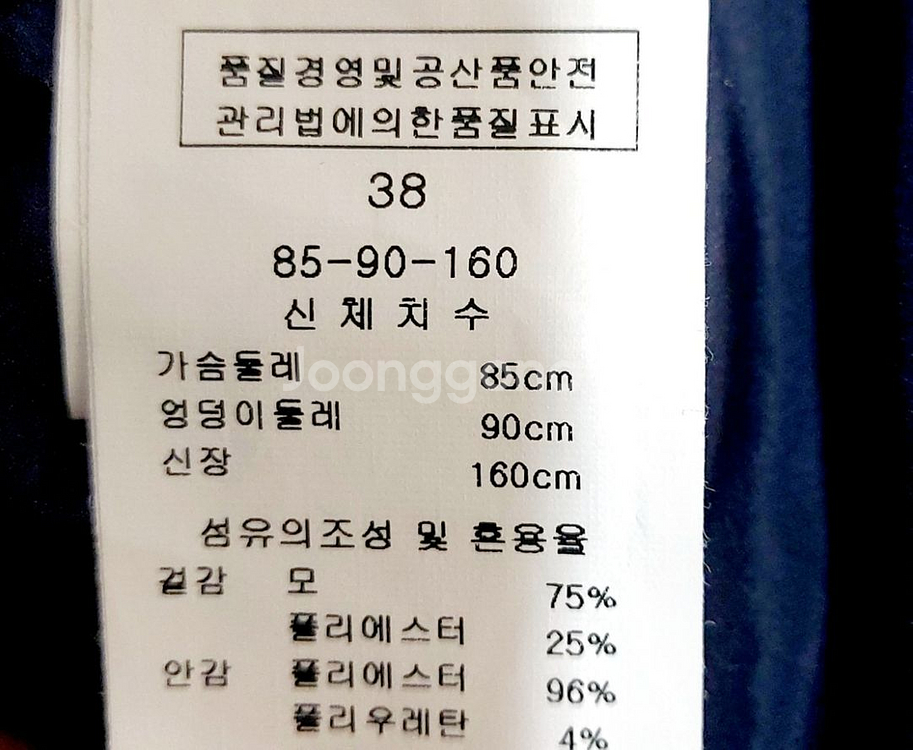 품질경영및공산품안전
관리법에의한품질표시
38
85-90-160
신체치수
가슴둘레 85cm
엉덩이둘레 90cm
신장 160cm
섬유의조성 및 혼용율
겉감 모 75%
폴리에스터 25%
안감 폴리에스터 96%
폴리우레탄 4%